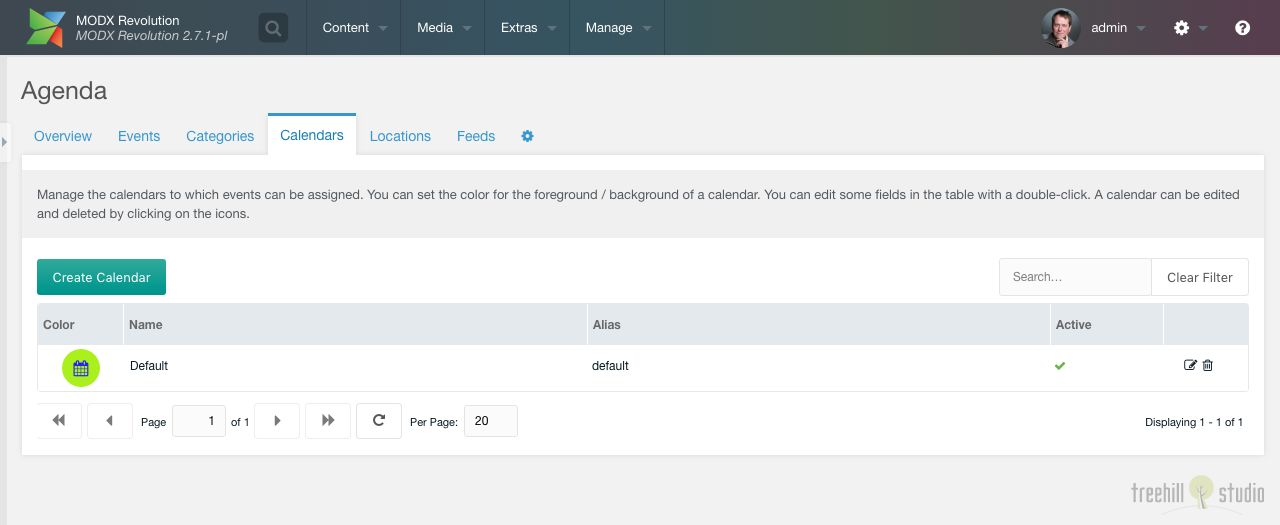 MODX Revolution
MODX Revolution 2.7.1-pl
Content
Media
Extras
Manage
admin
Agenda
Overview
Events
Categories
Calendars
Locations
Feeds
Manage the calendars to which events can be assigned. You can set the color for the foreground / background of a calendar. You can edit some fields in the table with a double-click. A calendar can be edited
and deleted by clicking on the icons.
Create Calendar
Search...
Clear Filter
Color
Name
Alias
Active
Default
default
Page 1 of 1
Per Page: 20
Displaying 1 - 1 of 1
treehill studio